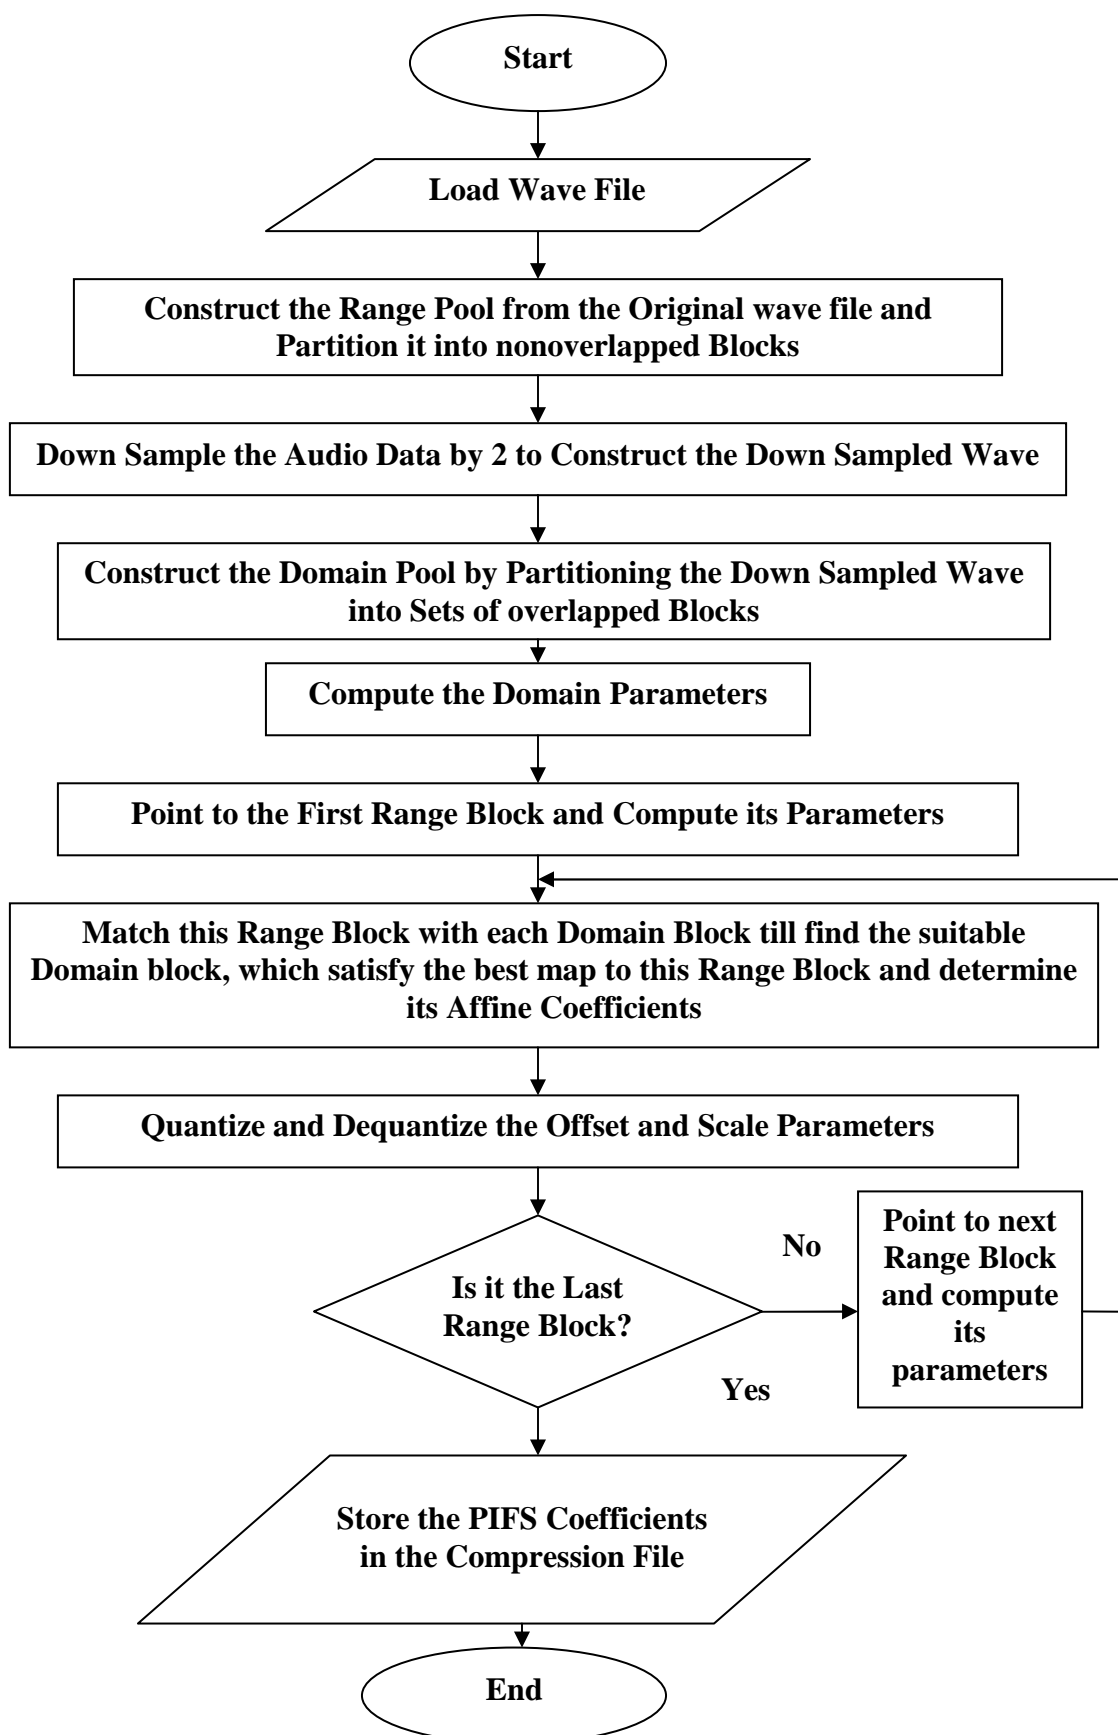 Start
Load Wave File
Construct the Range Pool from the Original wave file and
Partition it into nonoverlapped Blocks
Down Sample the Audio Data by 2 to Construct the Down Sampled Wave
Construct the Domain Pool by Partitioning the Down Sampled Wave
into Sets of overlapped Blocks
Compute the Domain Parameters
Point to the First Range Block and Compute its Parameters
Match this Range Block with each Domain Block till find the suitable
Domain block, which satisfy the best map to this Range Block and determine
its Affine Coefficients
Quantize and Dequantize the Offset and Scale Parameters
Is it the Last
Range Block?
No
Point to next
Range Block
and compute
its
parameters
Yes
Store the PIFS Coefficients
in the Compression File
End